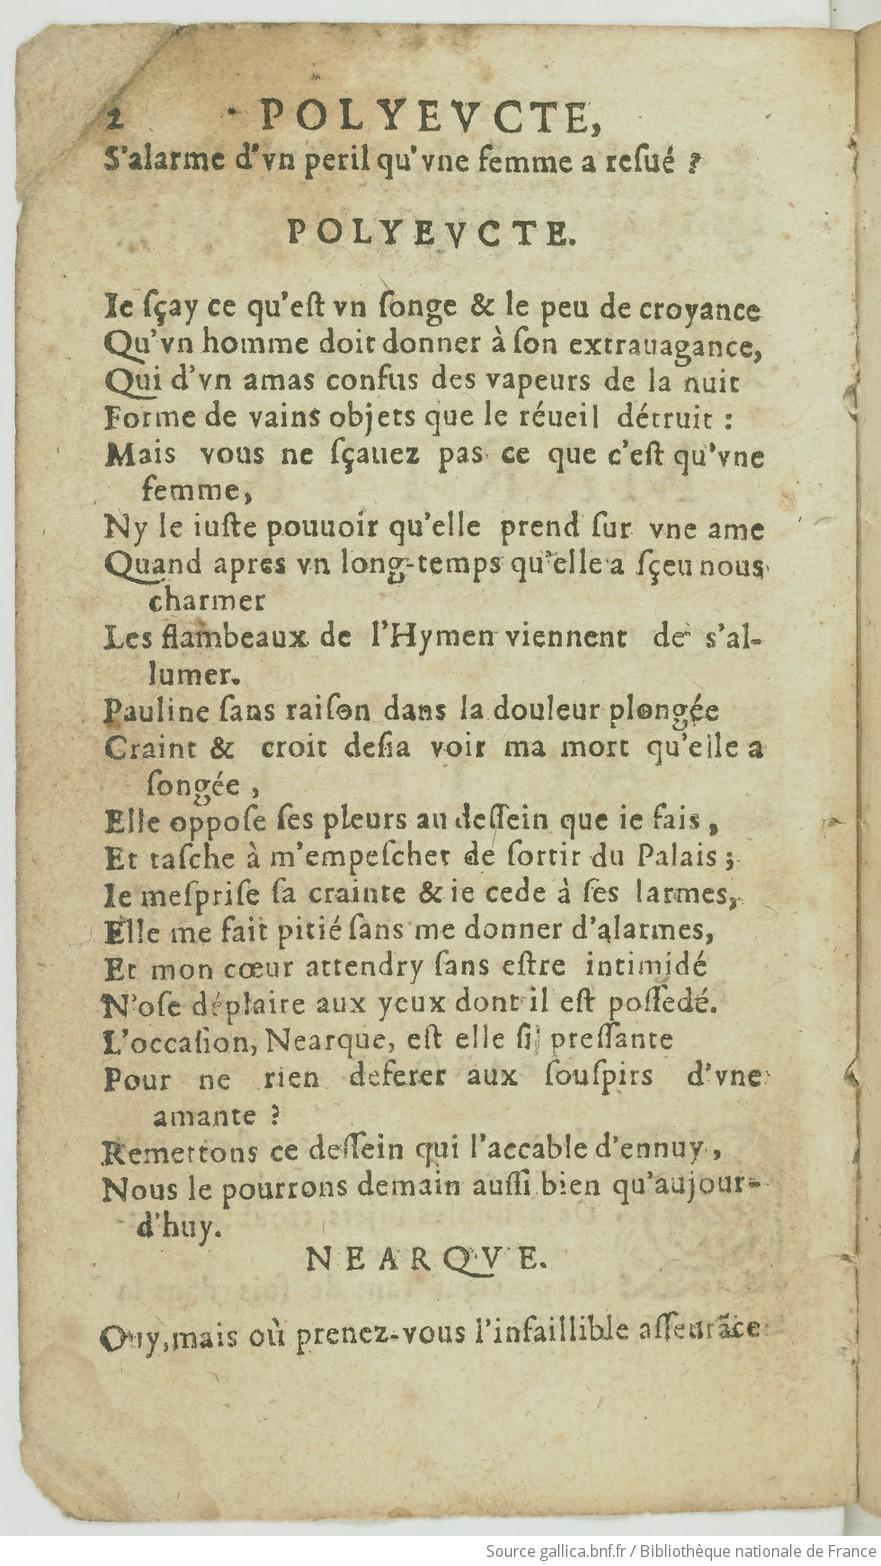 2 POLYEVCTE,
S'alarme d'vn peril qu'vne femme a resué ?
POLYEVCTE.
Ie sçay ce qu'est vn songe & le peu de croyance
Qu'vn homme doit donner à son extrauagance,
Qui d'vn amas confus des vapeurs de la nuit
Forme de vains objets que le réueil détruit :
Mais vous ne sçauez pas ce que c'est qu'vne
femme,
Ny le iuste pouuoir qu'elle prend sur vne ame
Quand apres vn long-temps qu'elle a sçeu nous
charmer
Les flambeaux de l'Hymen viennent de s'al-
lumer.
Pauline sans raison dans la douleur plongée
Craint & croit desia voir ma mort qu'elle a
songée ,
Elle oppose ses pleurs au dessein que ie fais ,
Et tasche à m'empescher de sortir du Palais ;
Ie mesprise sa crainte & ie cede à ses larmes,
Elle me fait pitié sans me donner d'alarmes,
Et mon cœur attendry sans estre intimidé
N'ose déplaire aux yeux dont il est possedé.
L'occasion, Nearque, est elle si pressante
Pour ne rien deferer aux souspirs d'vne
amante ?
Remettons ce dessein qui l'accable d'ennuy ,
Nous le pourrons demain aussi bien qu'aujour-
d'huy.
NEARQVE.
Ouy, mais où prenez-vous l'infaillible asseurãce
Source gallica.bnf.fr / Bibliothèque nationale de France